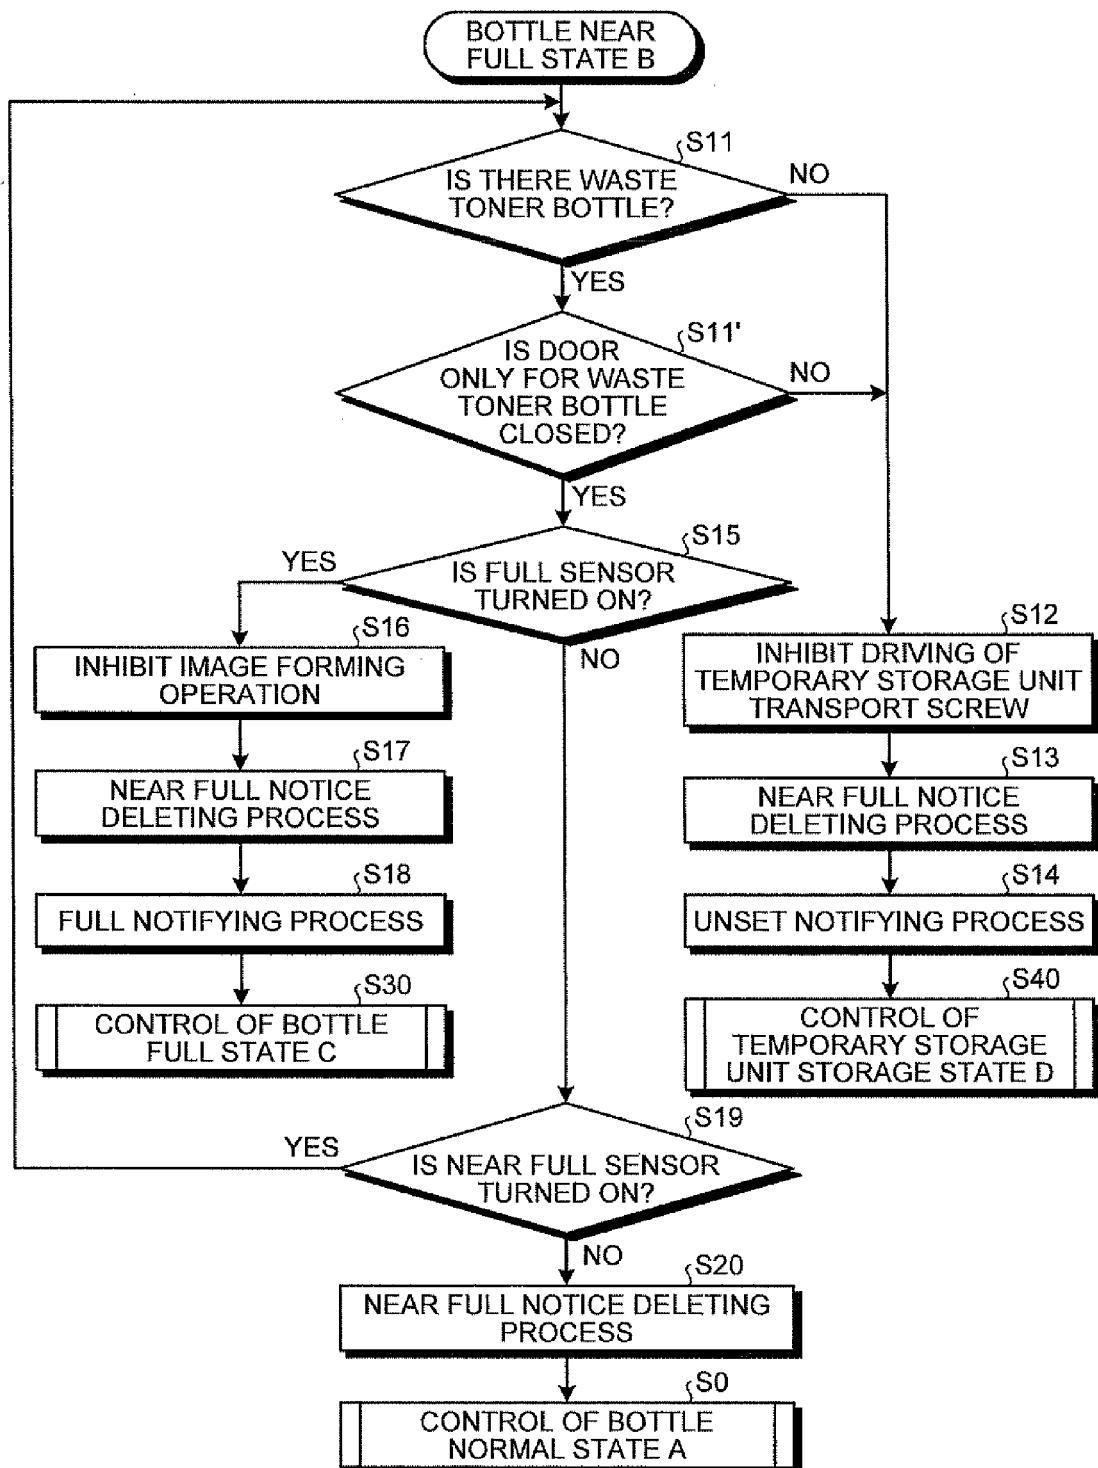 BOTTLE NEAR
FULL STATE B
S11
IS THERE WASTE
TONER BOTTLE?
NO
YES
S11'
IS DOOR
ONLY FOR WASTE
TONER BOTTLE
CLOSED?
NO
YES
S15
IS FULL SENSOR
TURNED ON?
YES
NO
S16
INHIBIT IMAGE FORMING
OPERATION
S17
NEAR FULL NOTICE
DELETING PROCESS
S18
FULL NOTIFYING PROCESS
S30
CONTROL OF BOTTLE
FULL STATE C
S12
INHIBIT DRIVING OF
TEMPORARY STORAGE UNIT
TRANSPORT SCREW
S13
NEAR FULL NOTICE
DELETING PROCESS
S14
UNSET NOTIFYING PROCESS
S40
CONTROL OF
TEMPORARY STORAGE
UNIT STORAGE STATE D
S19
IS NEAR FULL SENSOR
TURNED ON?
YES
NO
S20
NEAR FULL NOTICE DELETING
PROCESS
S0
CONTROL OF BOTTLE
NORMAL STATE A